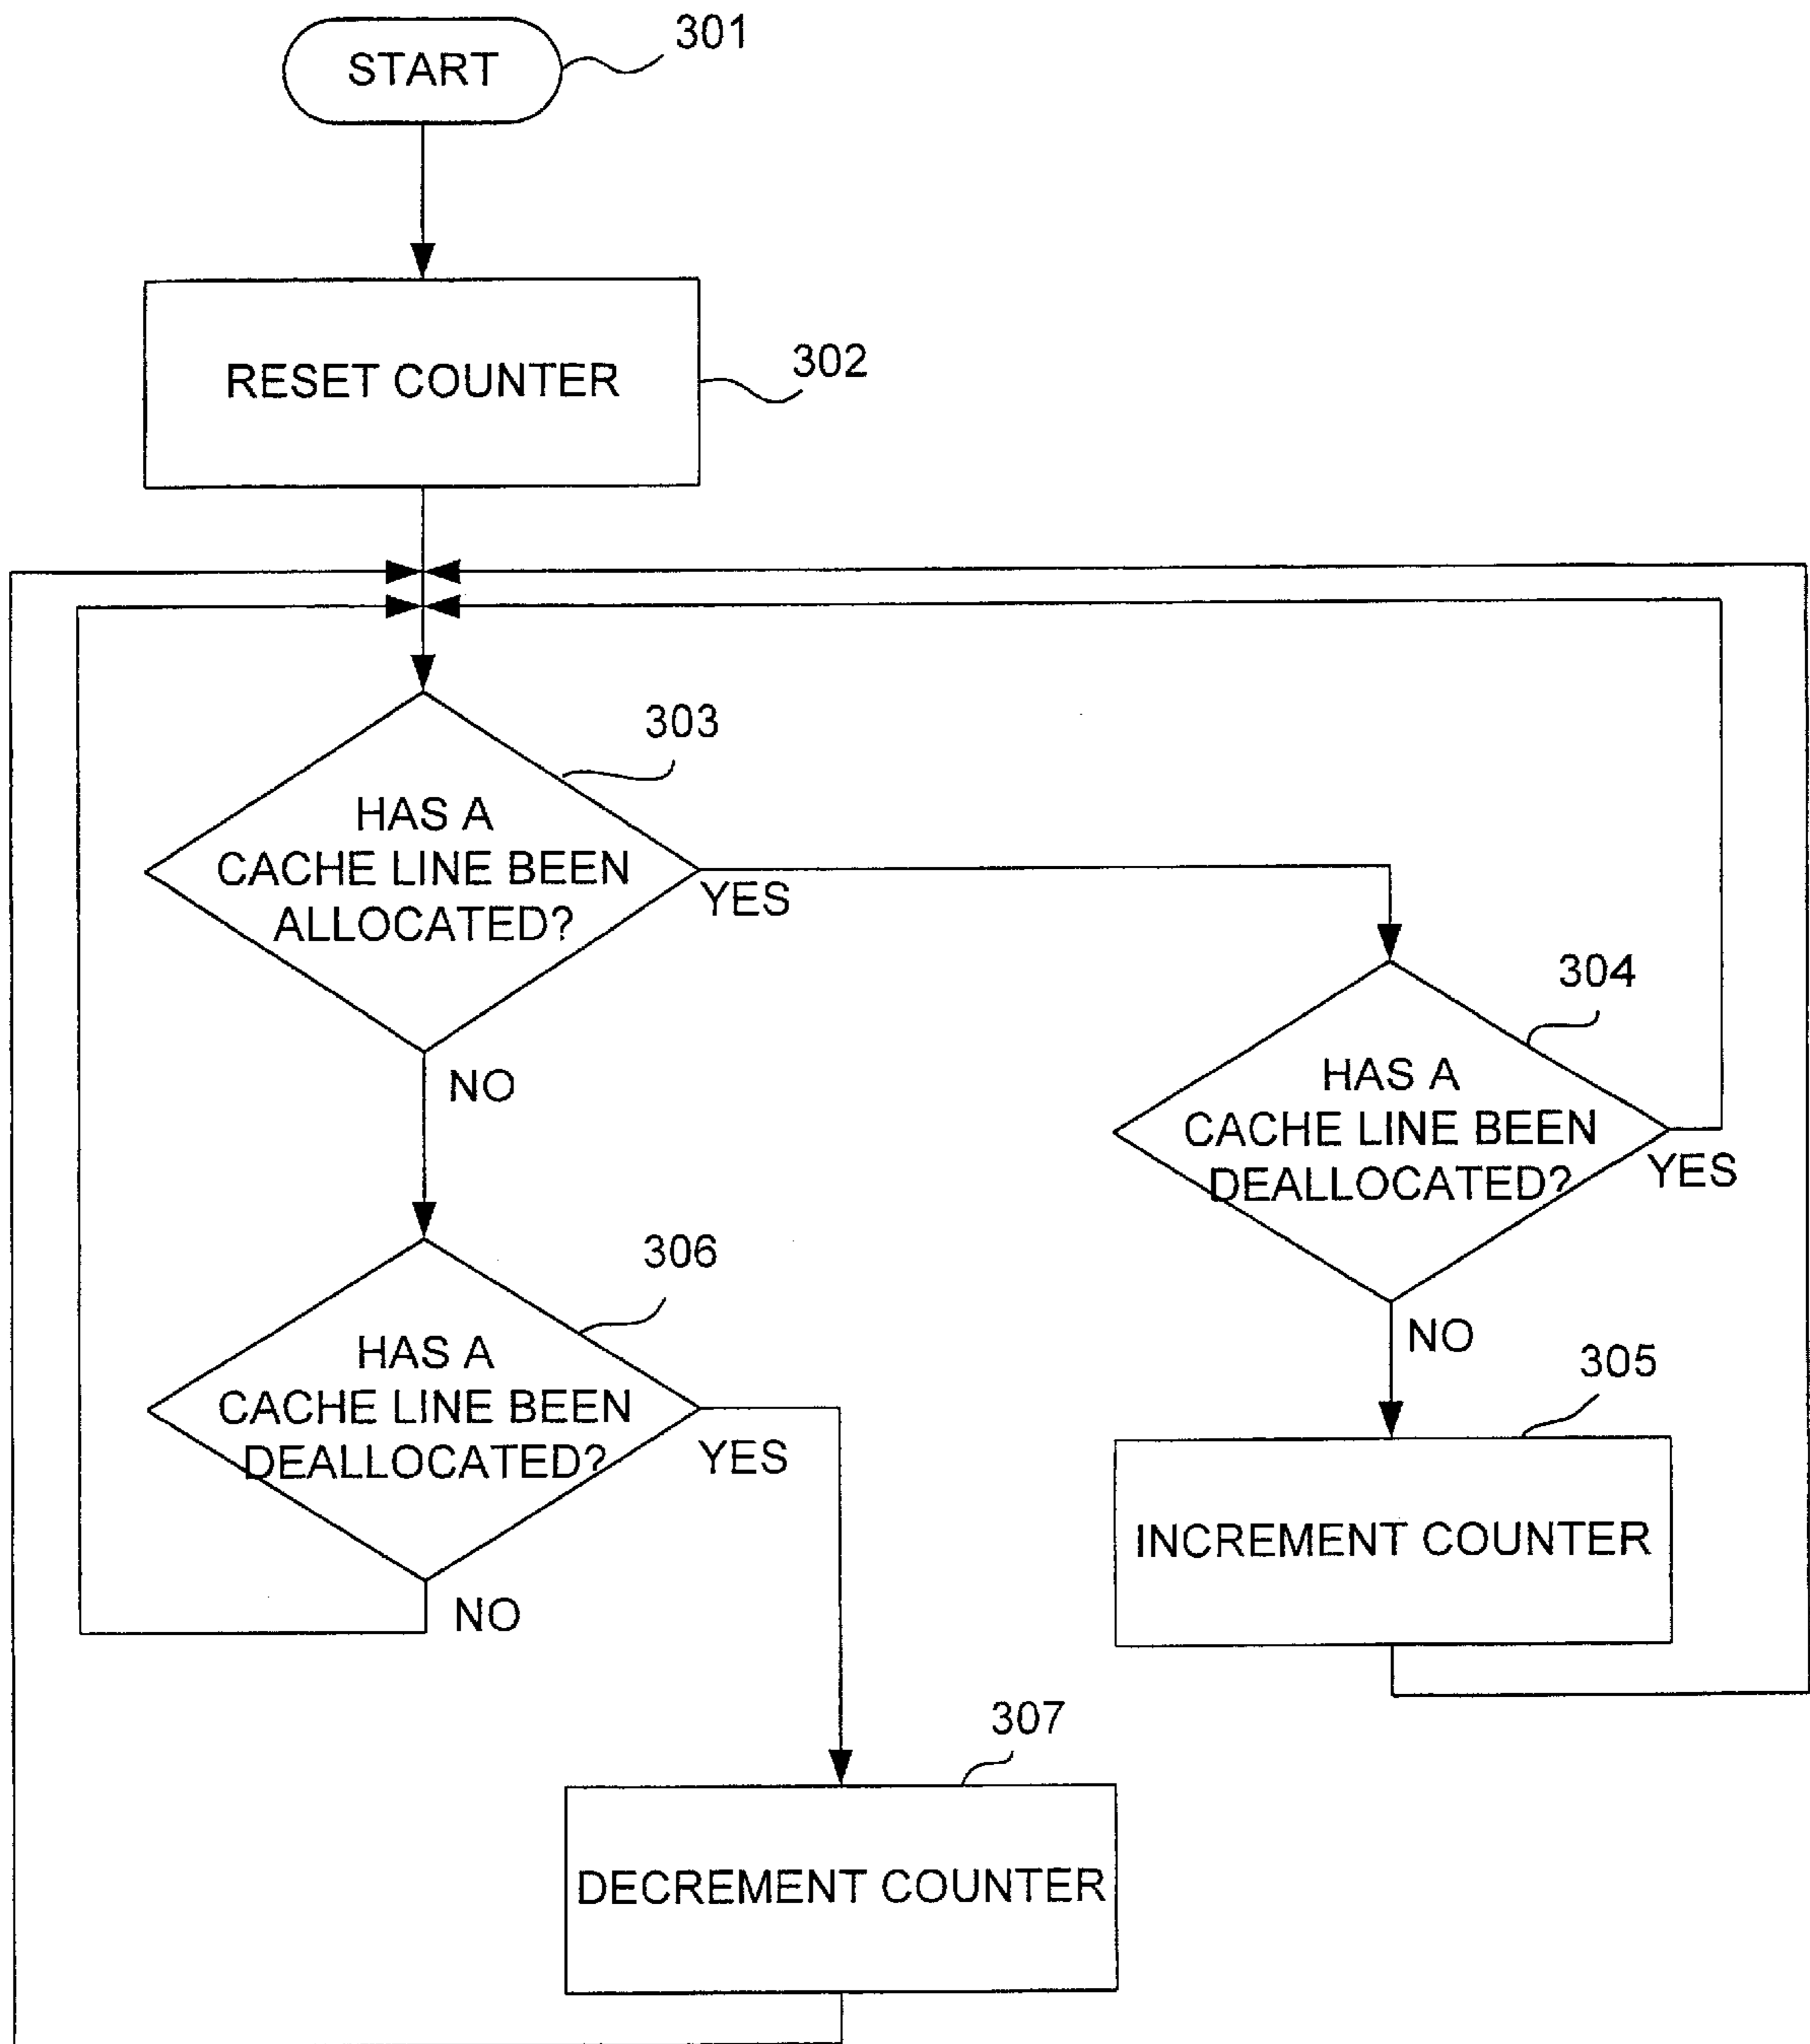 START
301
RESET COUNTER
302
303
HAS A
CACHE LINE BEEN
ALLOCATED?
YES
NO
304
HAS A
CACHE LINE BEEN
DEALLOCATED?
YES
NO
306
HAS A
CACHE LINE BEEN
DEALLOCATED?
YES
NO
305
INCREMENT COUNTER
307
DECREMENT COUNTER